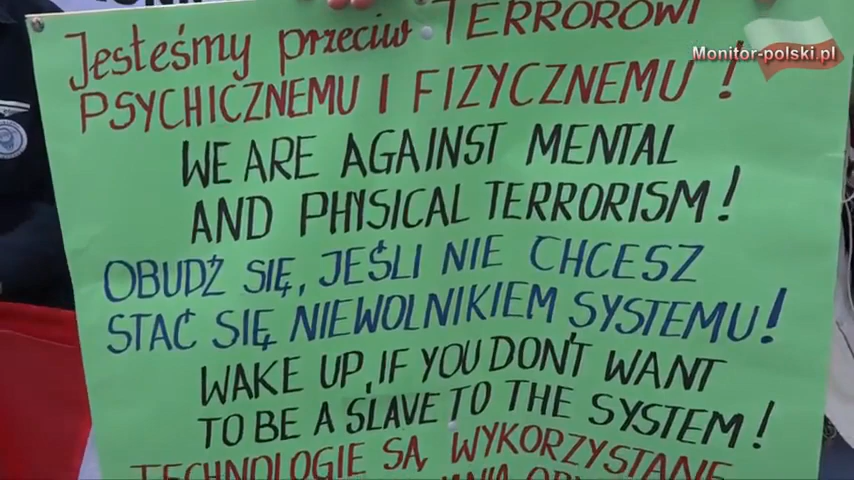 Monitor-polski.pl
Jesteśmy przeciw TERROROWI
PSYCHICZNEMU I FIZYCZNEMU!
WE ARE AGAINST MENTAL
AND PHYSICAL TERRORISM!
OBUDŹ SIĘ, JEŚLI NIE CHCESZ
STAĆ SIĘ NIEWOLNIKIEM SYSTEMU!
WAKE UP, IF YOU DON'T WANT
TO BE A SLAVE TO THE SYSTEM!
TECHNOLOGIE SĄ WYKORZYSTANE